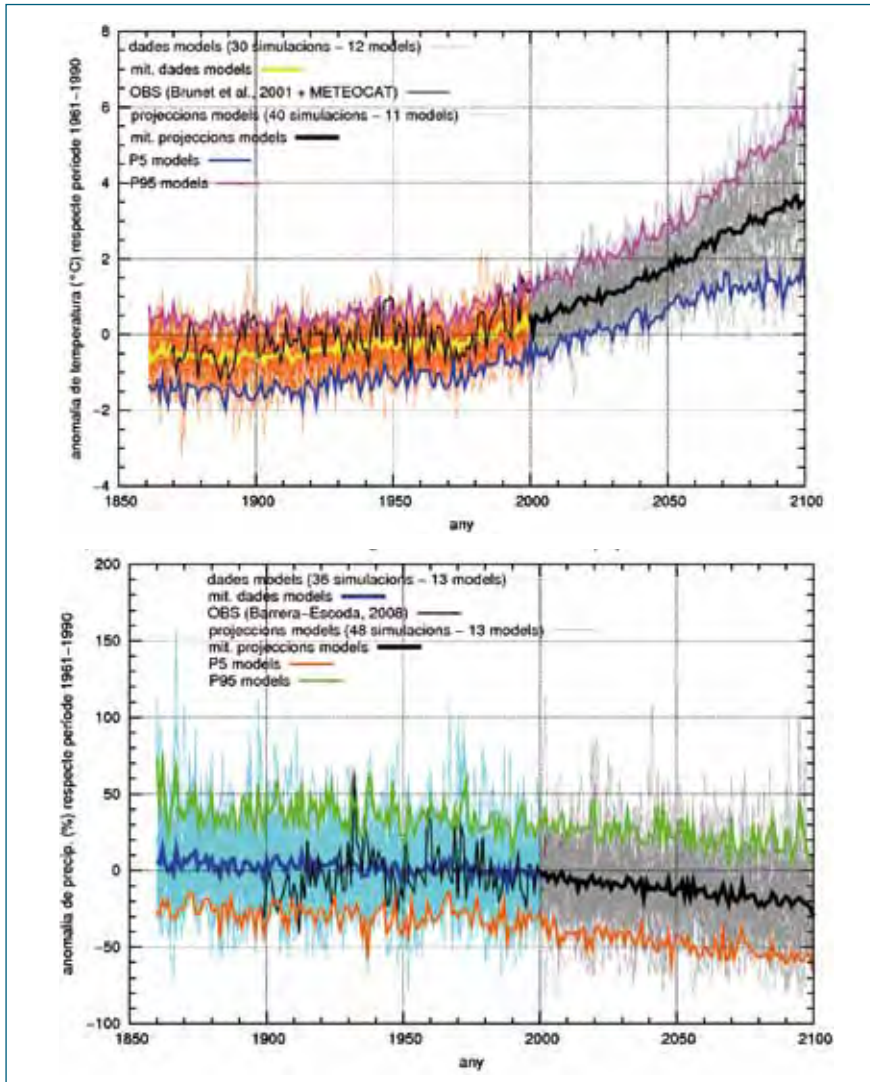 anomalia de temperatura (°C) respecte període 1961-1990
8
6
4
2
0
-2
-4
dades models (30 simulacions - 12 models)
mit. dades models
OBS (Brunet et al., 2001 + METEOCAT)
projeccions models (40 simulacions - 11 models)
mit. projeccions models
P5 models
P95 models
1850
1900
1950
2000
2050
2100
any
anomalia de precip. (%) respecte període 1961-1990
200
150
100
50
0
-50
-100
dades models (36 simulacions - 13 models)
mit. dades models
OBS (Barrera-Escoda, 2008)
projeccions models (48 simulacions - 13 models)
mit. projeccions models
P5 models
P95 models
1850
1900
1950
2000
2050
2100
any